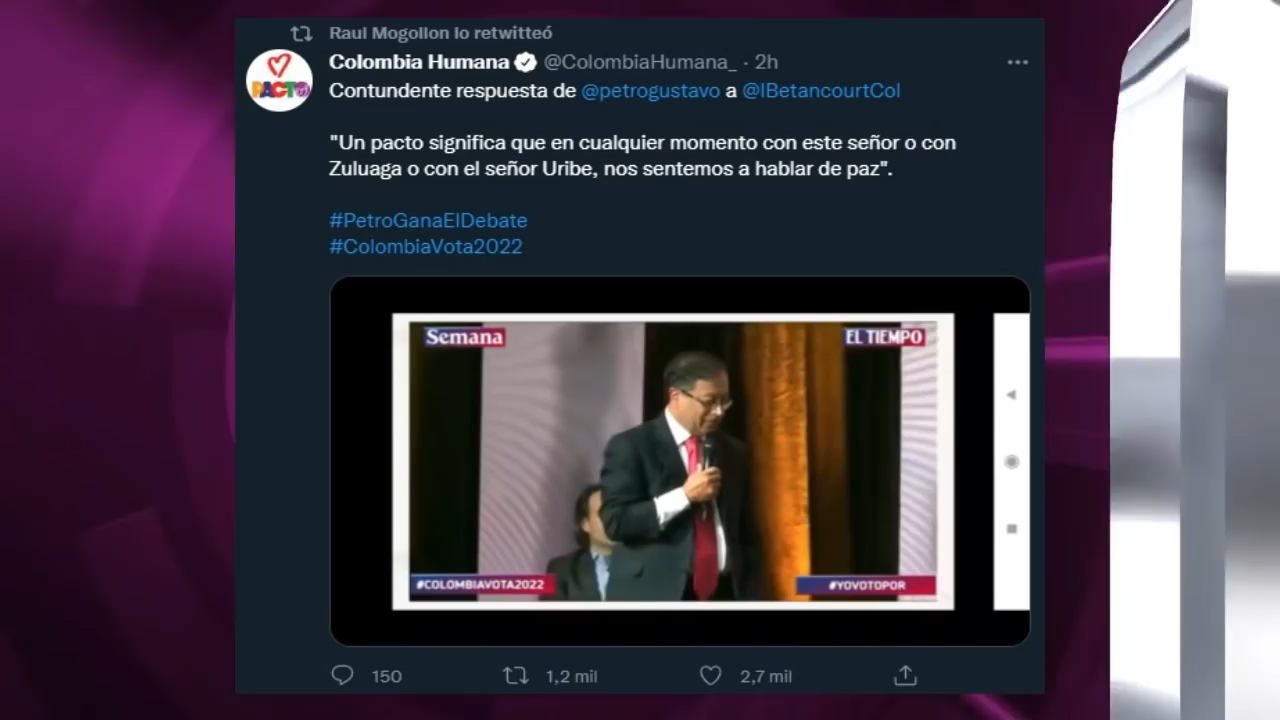 Raul Mogollon lo retwitteó
Colombia Humana @ColombiaHumana_ · 2h
Contundente respuesta de @petrogustavo a @IBetancourtCol
"Un pacto significa que en cualquier momento con este señor o con
Zuluaga o con el señor Uribe, nos sentemos a hablar de paz".
#PetroGanaElDebate
#ColombiaVota2022
PACTO
Semana
EL TIEMPO
#COLOMBIAVOTA2022
#YOVOTOPOR
150
1,2 mil
2,7 mil